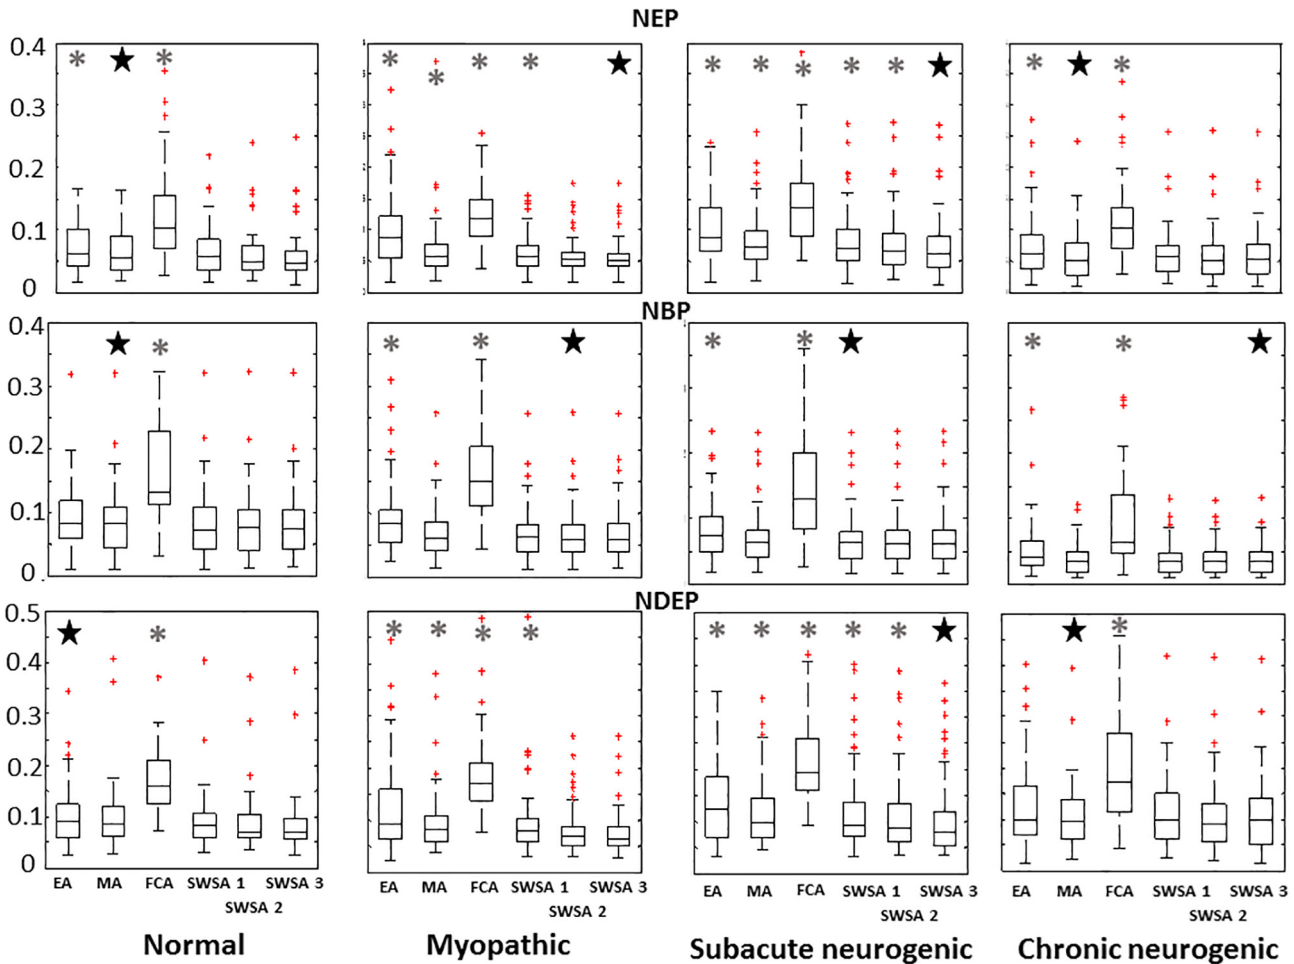 NEP
0.4
0.3
0.2
0.1
0
NBP
0.4
0.3
0.2
0.1
0
NDEP
0.5
0.4
0.3
0.2
0.1
0
EA MA FCA SWSA 1 SWSA 3
SWSA 2
EA MA FCA SWSA 1 SWSA 3
SWSA 2
EA MA FCA SWSA 1 SWSA 3
SWSA 2
EA MA FCA SWSA 1 SWSA 3
SWSA 2
Normal
Myopathic
Subacute neurogenic
Chronic neurogenic